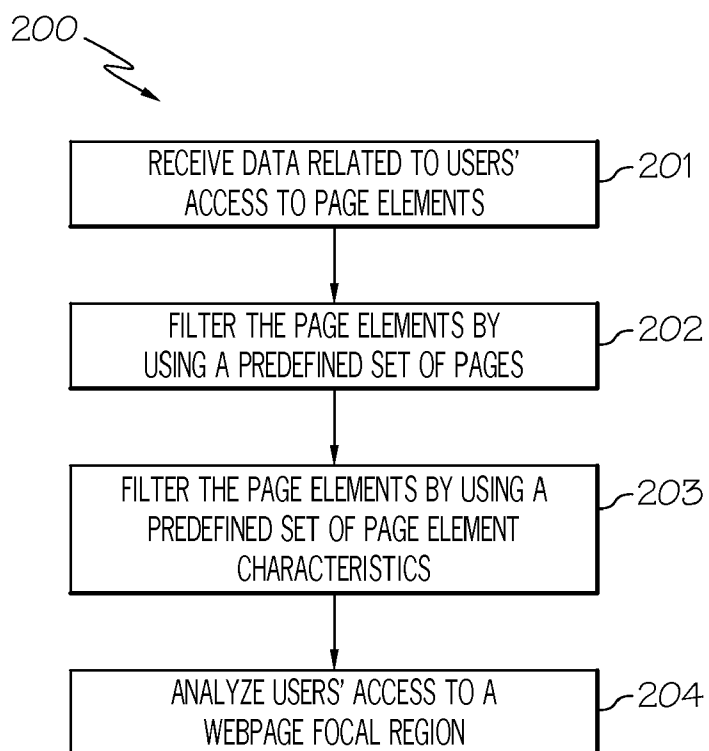 200
RECEIVE DATA RELATED TO USERS'
ACCESS TO PAGE ELEMENTS
201
FILTER THE PAGE ELEMENTS BY
USING A PREDEFINED SET OF PAGES
202
FILTER THE PAGE ELEMENTS BY USING A
PREDEFINED SET OF PAGE ELEMENT
CHARACTERISTICS
203
ANALYZE USERS' ACCESS TO A
WEBPAGE FOCAL REGION
204